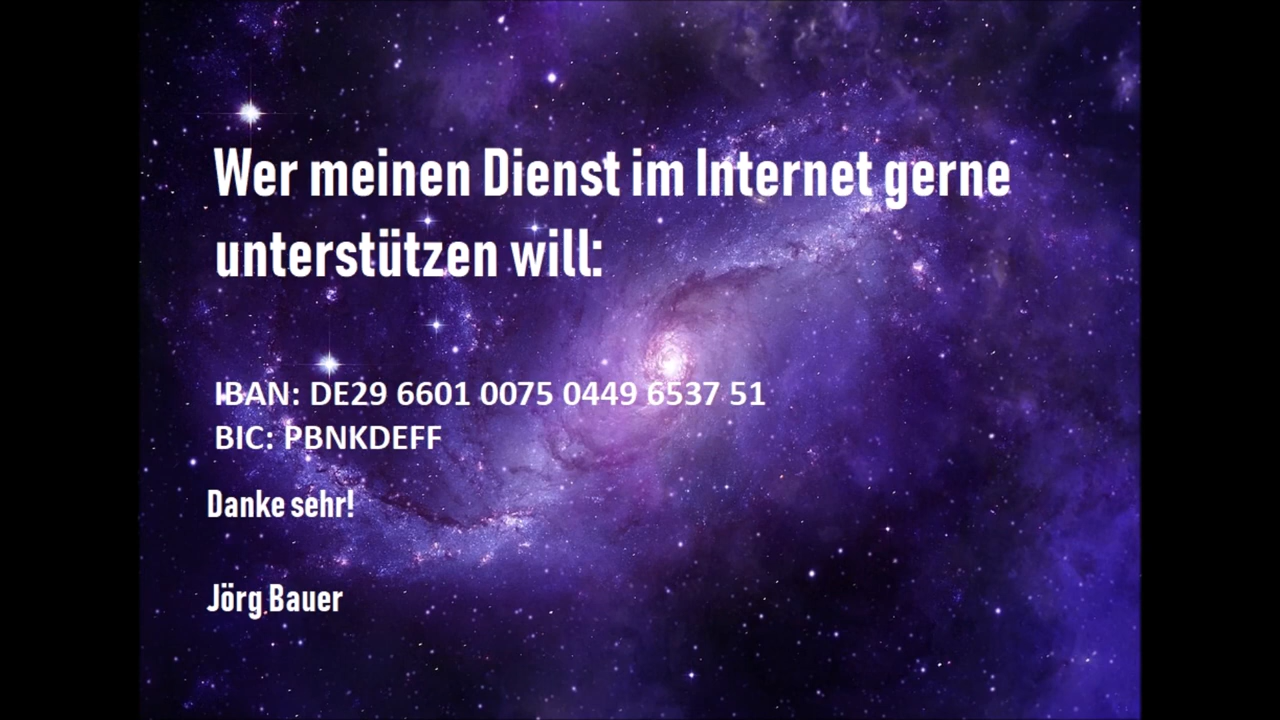 Wer meinen Dienst im Internet gerne
unterstützen will:
IBAN: DE29 6601 0075 0449 6537 51
BIC: PBNKDEFF
Danke sehr!
Jörg Bauer